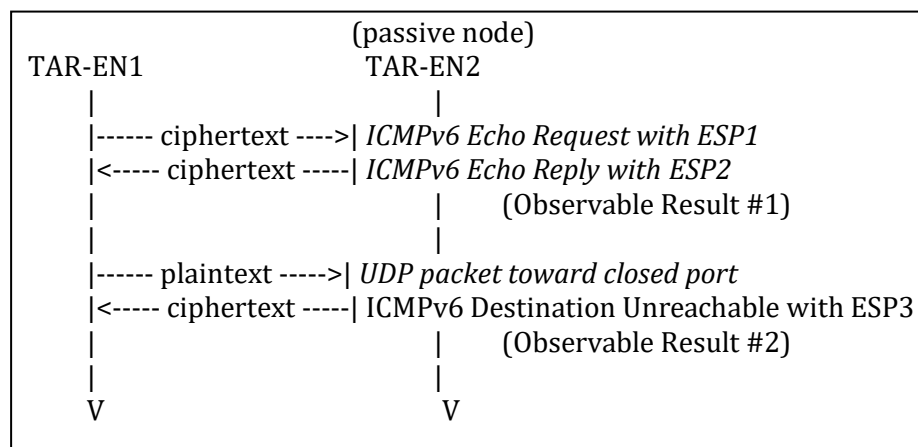 (passive node)
TAR-EN1 TAR-EN2
| |
|------ ciphertext ---->| ICMPv6 Echo Request with ESP1
|<----- ciphertext -----| ICMPv6 Echo Reply with ESP2
| | (Observable Result #1)
| |
|------ plaintext ----->| UDP packet toward closed port
|<----- ciphertext -----| ICMPv6 Destination Unreachable with ESP3
| | (Observable Result #2)
| |
V V